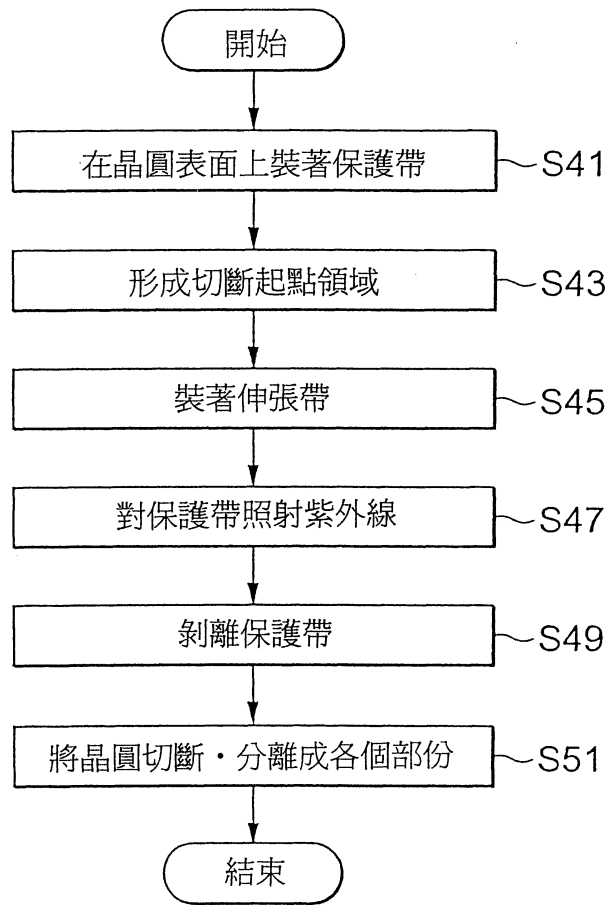 開始
在晶圓表面上裝著保護帶 S41
形成切斷起點領域 S43
裝著伸張帶 S45
對保護帶照射紫外線 S47
剝離保護帶 S49
將晶圓切斷・分離成各個部份 S51
結束